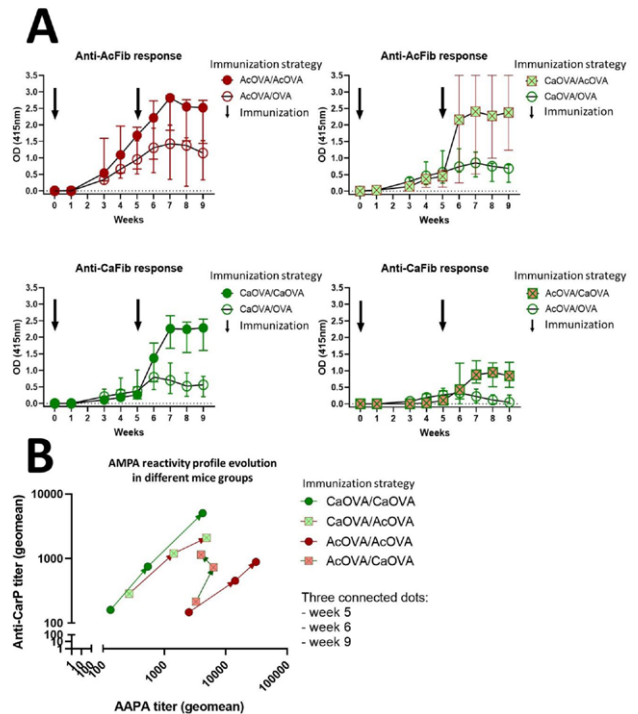 A
Anti-AcFib response
Immunization strategy
AcOVA/AcOVA
AcOVA/OVA
Immunization
OD (415nm)
3.5
3.0
2.5
2.0
1.5
1.0
0.5
0.0
0 1 2 3 4 5 6 7 8 9
Weeks
Anti-AcFib response
Immunization strategy
CaOVA/AcOVA
CaOVA/OVA
Immunization
OD (415nm)
3.5
3.0
2.5
2.0
1.5
1.0
0.5
0.0
0 1 2 3 4 5 6 7 8 9
Weeks
Anti-CaFib response
Immunization strategy
CaOVA/CaOVA
CaOVA/OVA
Immunization
OD (415nm)
3.5
3.0
2.5
2.0
1.5
1.0
0.5
0.0
0 1 2 3 4 5 6 7 8 9
Weeks
Anti-CaFib response
Immunization strategy
AcOVA/CaOVA
AcOVA/OVA
Immunization
OD (415nm)
3.5
3.0
2.5
2.0
1.5
1.0
0.5
0.0
0 1 2 3 4 5 6 7 8 9
Weeks
B
AMPA reactivity profile evolution
in different mice groups
Immunization strategy
CaOVA/CaOVA
CaOVA/AcOVA
AcOVA/AcOVA
AcOVA/CaOVA
Three connected dots:
- week 5
- week 6
- week 9
Anti-CarP titer (geomean)
10000
1000
100
10
1
1 10 100 100 1000 10000 100000
AAPA titer (geomean)